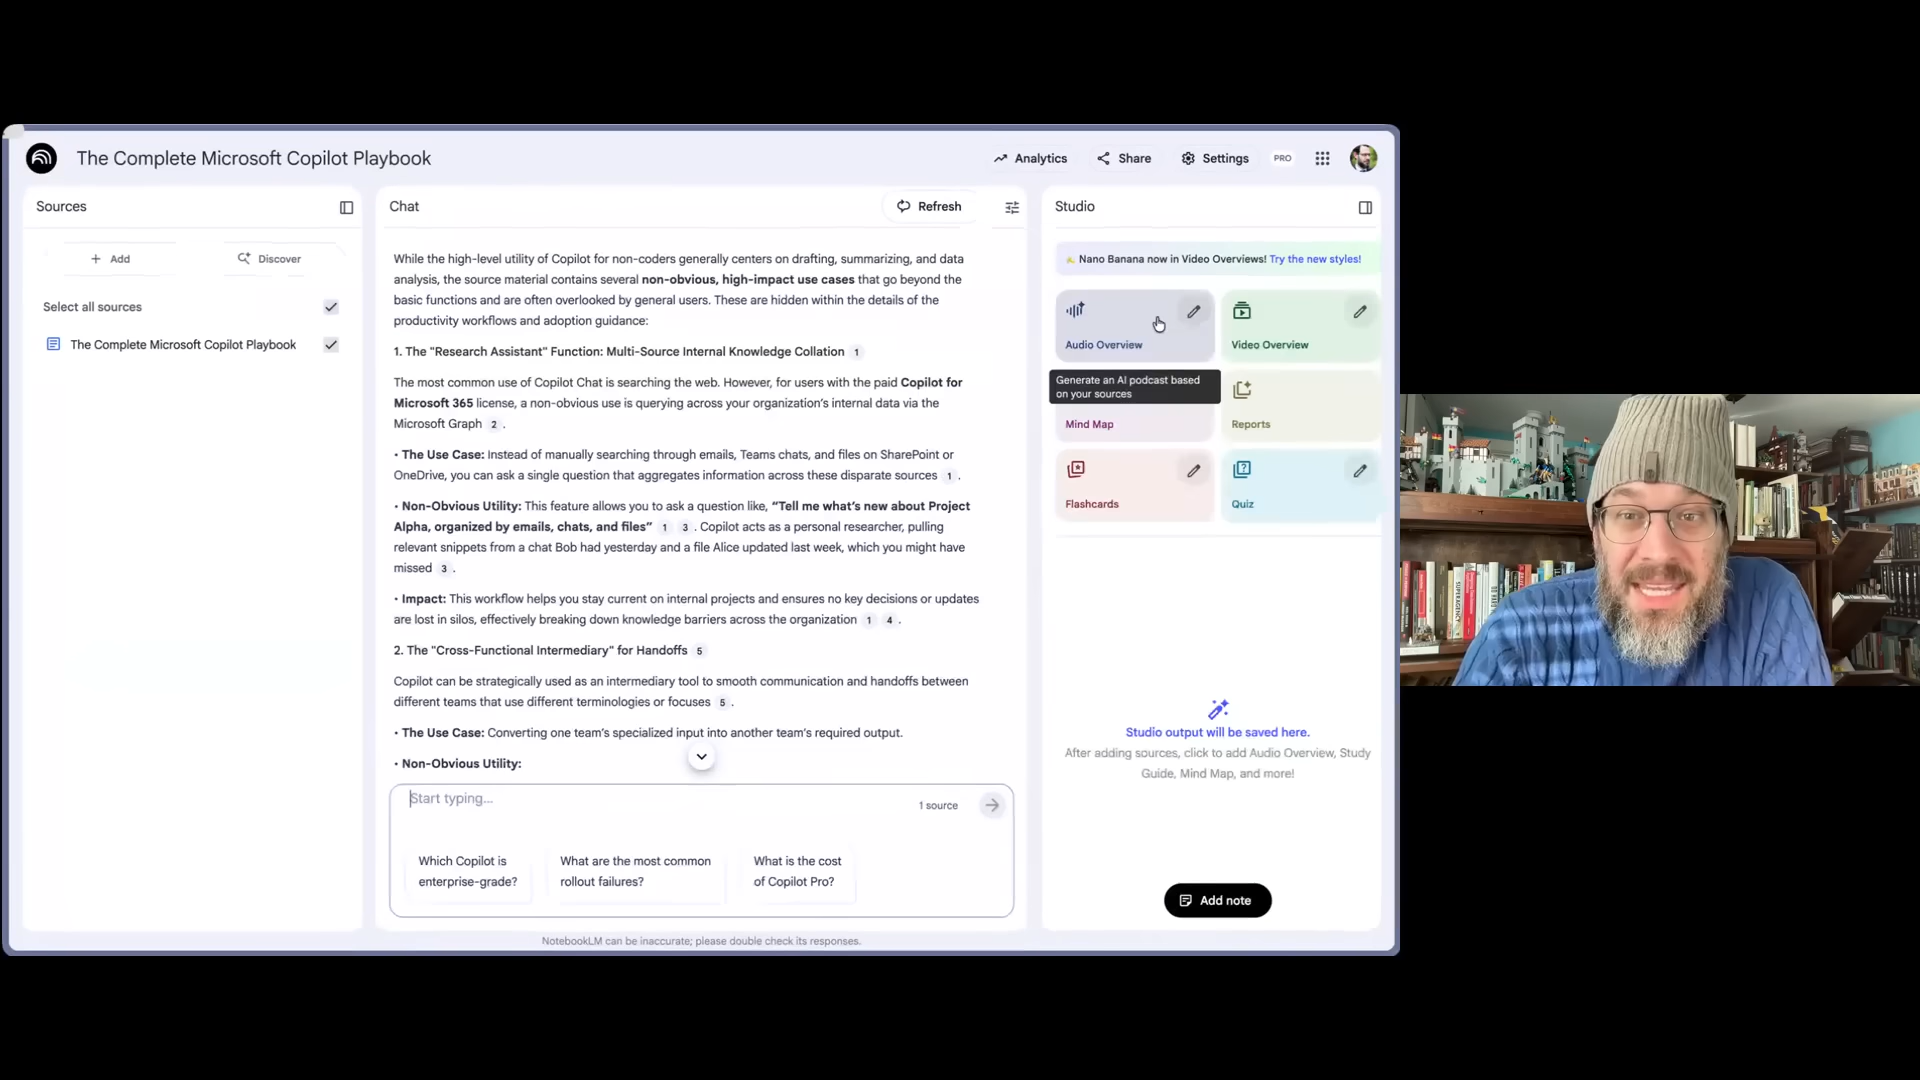 The Complete Microsoft Copilot Playbook
Analytics
Share
Settings
PRO
Sources
Add
Discover
Select all sources
The Complete Microsoft Copilot Playbook
Chat
Refresh
While the high-level utility of Copilot for non-coders generally centers on drafting, summarizing, and data
analysis, the source material contains several non-obvious, high-impact use cases that go beyond the
basic functions and are often overlooked by general users. These are hidden within the details of the
productivity workflows and adoption guidance:
1. The "Research Assistant" Function: Multi-Source Internal Knowledge Collation 1
The most common use of Copilot Chat is searching the web. However, for users with the paid Copilot for
Microsoft 365 license, a non-obvious use is querying across your organization's internal data via the
Microsoft Graph 2 .
• The Use Case: Instead of manually searching through emails, Teams chats, and files on SharePoint or
OneDrive, you can ask a single question that aggregates information across these disparate sources 1 .
• Non-Obvious Utility: This feature allows you to ask a question like, “Tell me what’s new about Project
Alpha, organized by emails, chats, and files” 1 3 . Copilot acts as a personal researcher, pulling
relevant snippets from a chat Bob had yesterday and a file Alice updated last week, which you might have
missed 3 .
• Impact: This workflow helps you stay current on internal projects and ensures no key decisions or updates
are lost in silos, effectively breaking down knowledge barriers across the organization 1 4 .
2. The "Cross-Functional Intermediary" for Handoffs 5
Copilot can be strategically used as an intermediary tool to smooth communication and handoffs between
different teams that use different terminologies or focuses 5 .
• The Use Case: Converting one team’s specialized input into another team’s required output.
• Non-Obvious Utility:
Start typing...
1 source
Which Copilot is
enterprise-grade?
What are the most common
rollout failures?
What is the cost
of Copilot Pro?
NotebookLM can be inaccurate; please double check its responses.
Studio
Nano Banana now in Video Overviews! Try the new styles!
Audio Overview
Video Overview
Generate an AI podcast based
on your sources
Mind Map
Reports
Flashcards
Quiz
Studio output will be saved here.
After adding sources, click to add Audio Overview, Study
Guide, Mind Map, and more!
Add note
SUPERAGENCY